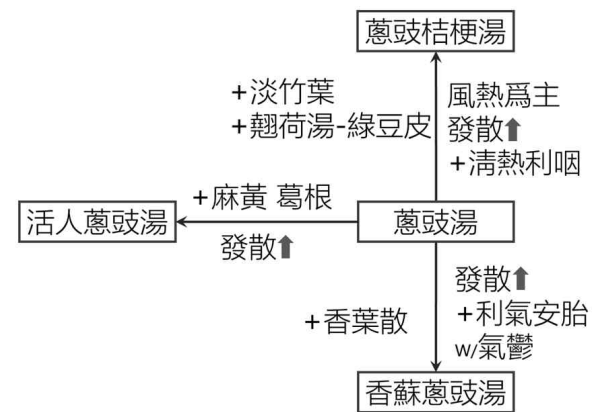 蔥豉桔梗湯
+淡竹葉
+翹荷湯-綠豆皮
風熱爲主
發散⬆
+淸熱利咽
+麻黃 葛根
活人蔥豉湯
蔥豉湯
發散⬆
發散⬆
+利氣安胎
w/氣鬱
+香葉散
香蘇蔥豉湯